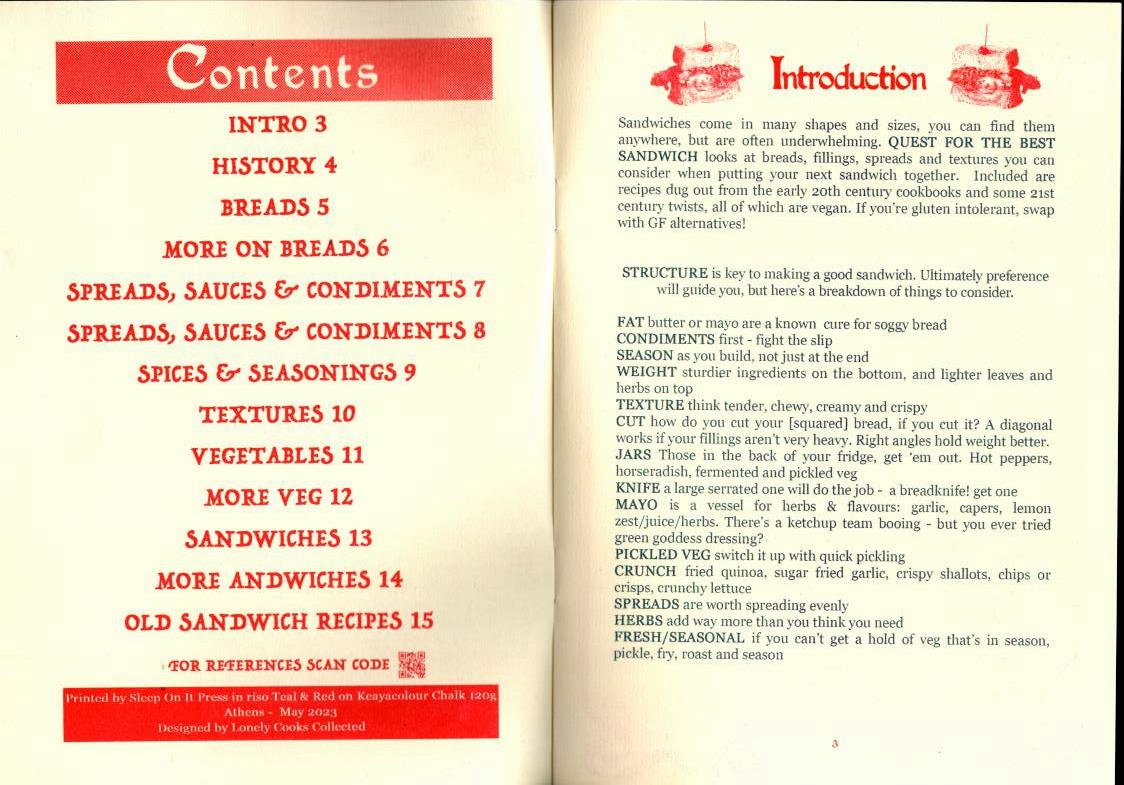 Contents
INTRO 3
HISTORY 4
BREADS 5
MORE ON BREADS 6
SPREADS, SAUCES & CONDIMENTS 7
SPREADS, SAUCES & CONDIMENTS 8
SPICES & SEASONINGS 9
TEXTURES 10
VEGETABLES 11
MORE VEG 12
SANDWICHES 13
MORE ANDWICHES 14
OLD SANDWICH RECIPES 15
FOR REFERENCES SCAN CODE
Printed by Sleep On It Press in riso Teal & Red on Keayacolour Chalk 120g
Athens - May 2023
Designed by Lonely Cooks Collected
Introduction
Sandwiches come in many shapes and sizes, you can find them
anywhere, but are often underwhelming. QUEST FOR THE BEST
SANDWICH looks at breads, fillings, spreads and textures you can
consider when putting your next sandwich together. Included are
recipes dug out from the early 20th century cookbooks and some 21st
century twists, all of which are vegan. If you're gluten intolerant, swap
with GF alternatives!
STRUCTURE is key to making a good sandwich. Ultimately preference
will guide you, but here's a breakdown of things to consider.
FAT butter or mayo are a known cure for soggy bread
CONDIMENTS first - fight the slip
SEASON as you build, not just at the end
WEIGHT sturdier ingredients on the bottom, and lighter leaves and
herbs on top
TEXTURE think tender, chewy, creamy and crispy
CUT how do you cut your [squared] bread, if you cut it? A diagonal
works if your fillings aren't very heavy. Right angles hold weight better.
JARS Those in the back of your fridge, get 'em out. Hot peppers,
horseradish, fermented and pickled veg
KNIFE a large serrated one will do the job - a breadknife! get one
MAYO is a vessel for herbs & flavours: garlic, capers, lemon
zest/juice/herbs. There's a ketchup team booing - but you ever tried
green goddess dressing?
PICKLED VEG switch it up with quick pickling
CRUNCH fried quinoa, sugar fried garlic, crispy shallots, chips or
crisps, crunchy lettuce
SPREADS are worth spreading evenly
HERBS add way more than you think you need
FRESH/SEASONAL if you can't get a hold of veg that's in season,
pickle, fry, roast and season
3